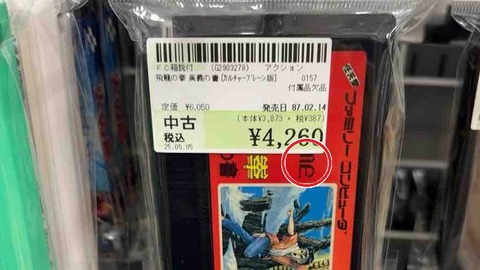 FC箱説付 (G2903278) アクション
飛龍の拳 奥義の書[カルチャーブレーン版] 0157
付属品欠品
定価 ¥6,050 発売日 87.02.14
中古 (本体¥3,873 + 税¥387)
税込 ¥4,260
25.05.05
ファミリーコンピュータ
拳
の書